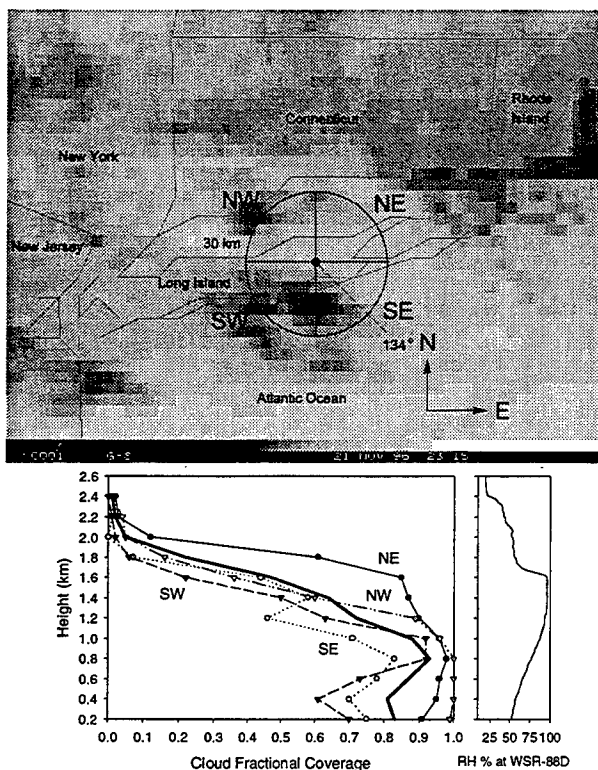 Rhode
Island
Connecticut
New York
NW
NE
New Jersey
30 km
Long Island
SW
SE
134°
N
E
Atlantic Ocean
21 NOV 96 23 15
2.6
2.4
2.2
2.0
1.8
1.6
1.4
1.2
1.0
0.8
0.6
0.4
0.2
Height (km)
NE
NW
SW
SE
0.0 0.1 0.2 0.3 0.4 0.5 0.6 0.7 0.8 0.9 1.0
Cloud Fractional Coverage
25 50 75 100
RH % at WSR-88D